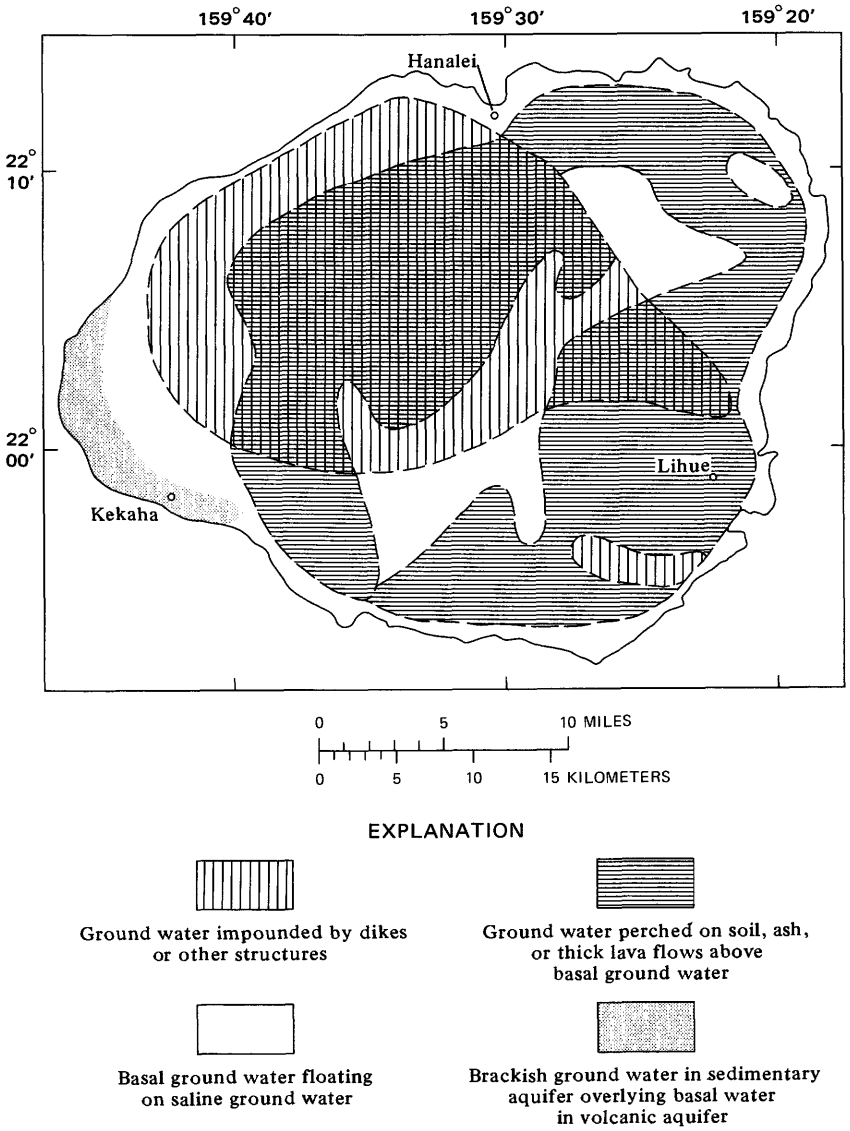 159° 40′ 159° 30′ 159° 20′
Hanalei
22° 10′
22° 00′
Lihue
Kekaha
0 5 10 MILES
0 5 10 15 KILOMETERS
EXPLANATION
Ground water impounded by dikes
or other structures
Ground water perched on soil, ash,
or thick lava flows above
basal ground water
Basal ground water floating
on saline ground water
Brackish ground water in sedimentary
aquifer overlying basal water
in volcanic aquifer